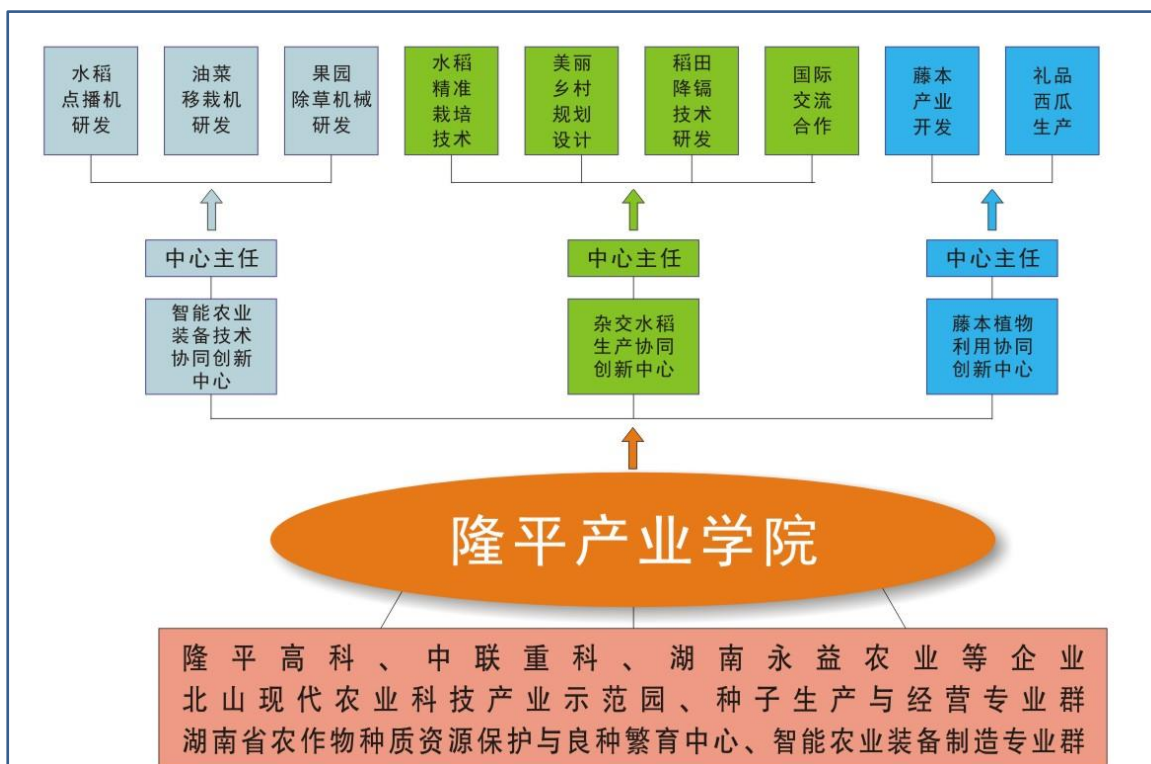 水稻
点播机
研发
油菜
移栽机
研发
果园
除草机械
研发
水稻
精准
栽培
技术
美丽
乡村
规划
设计
稻田
降镉
技术
研发
国际
交流
合作
藤本
产业
开发
礼品
西瓜
生产
中心主任
中心主任
中心主任
智能农业
装备技术
协同创新
中心
杂交水稻
生产协同
创新中心
藤本植物
利用协同
创新中心
隆平产业学院
隆平高科、中联重科、湖南永益农业等企业
北山现代农业科技产业示范园、种子生产与经营专业群
湖南省农作物种质资源保护与良种繁育中心、智能农业装备制造专业群